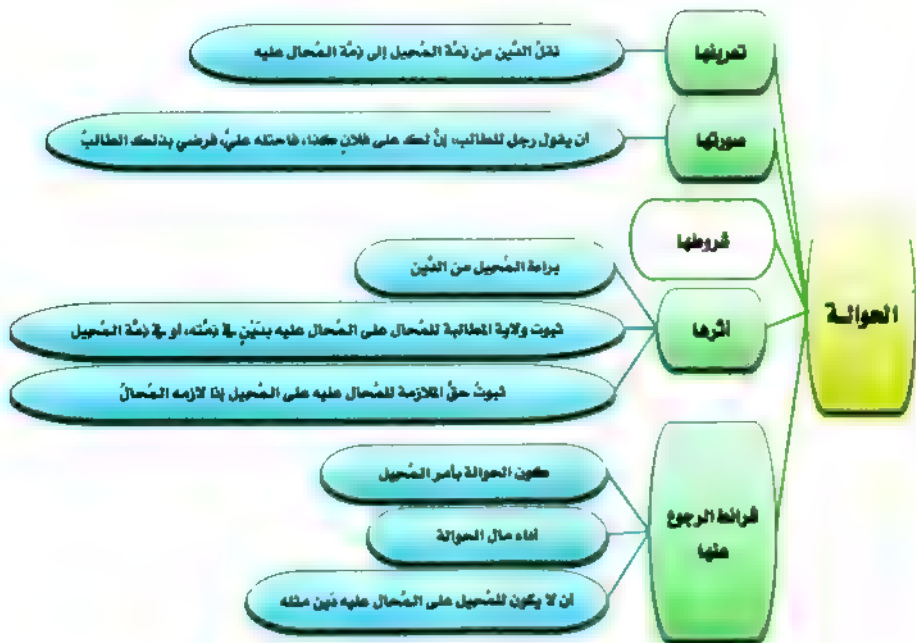 الحوالة
تعريفها
نقلُ الدَّين من ذمَّة المُحيل إلى ذمَّة المُحال عليه
صورتها
أن يقول رجل للطالب: إنَّ لك على فلانٍ كذا، فاحتله عليَّ، فرضي بذلك الطالبُ
شروطها
أثرها
براءة المُحيل من الدَّين
ثبوت ولاية المطالبة للمُحال على المُحال عليه بدَيْنٍ في ذمَّته، أو في ذمَّة المُحيل
ثبوتُ حقِّ الملازمة للمُحال عليه على المُحيل إذا لازمه المُحالُ
شرائط الرجوع
عنها
كون الحوالة بأمر المُحيل
أداء مال الحوالة
أن لا يكون للمُحيل على المُحال عليه دَين مثله